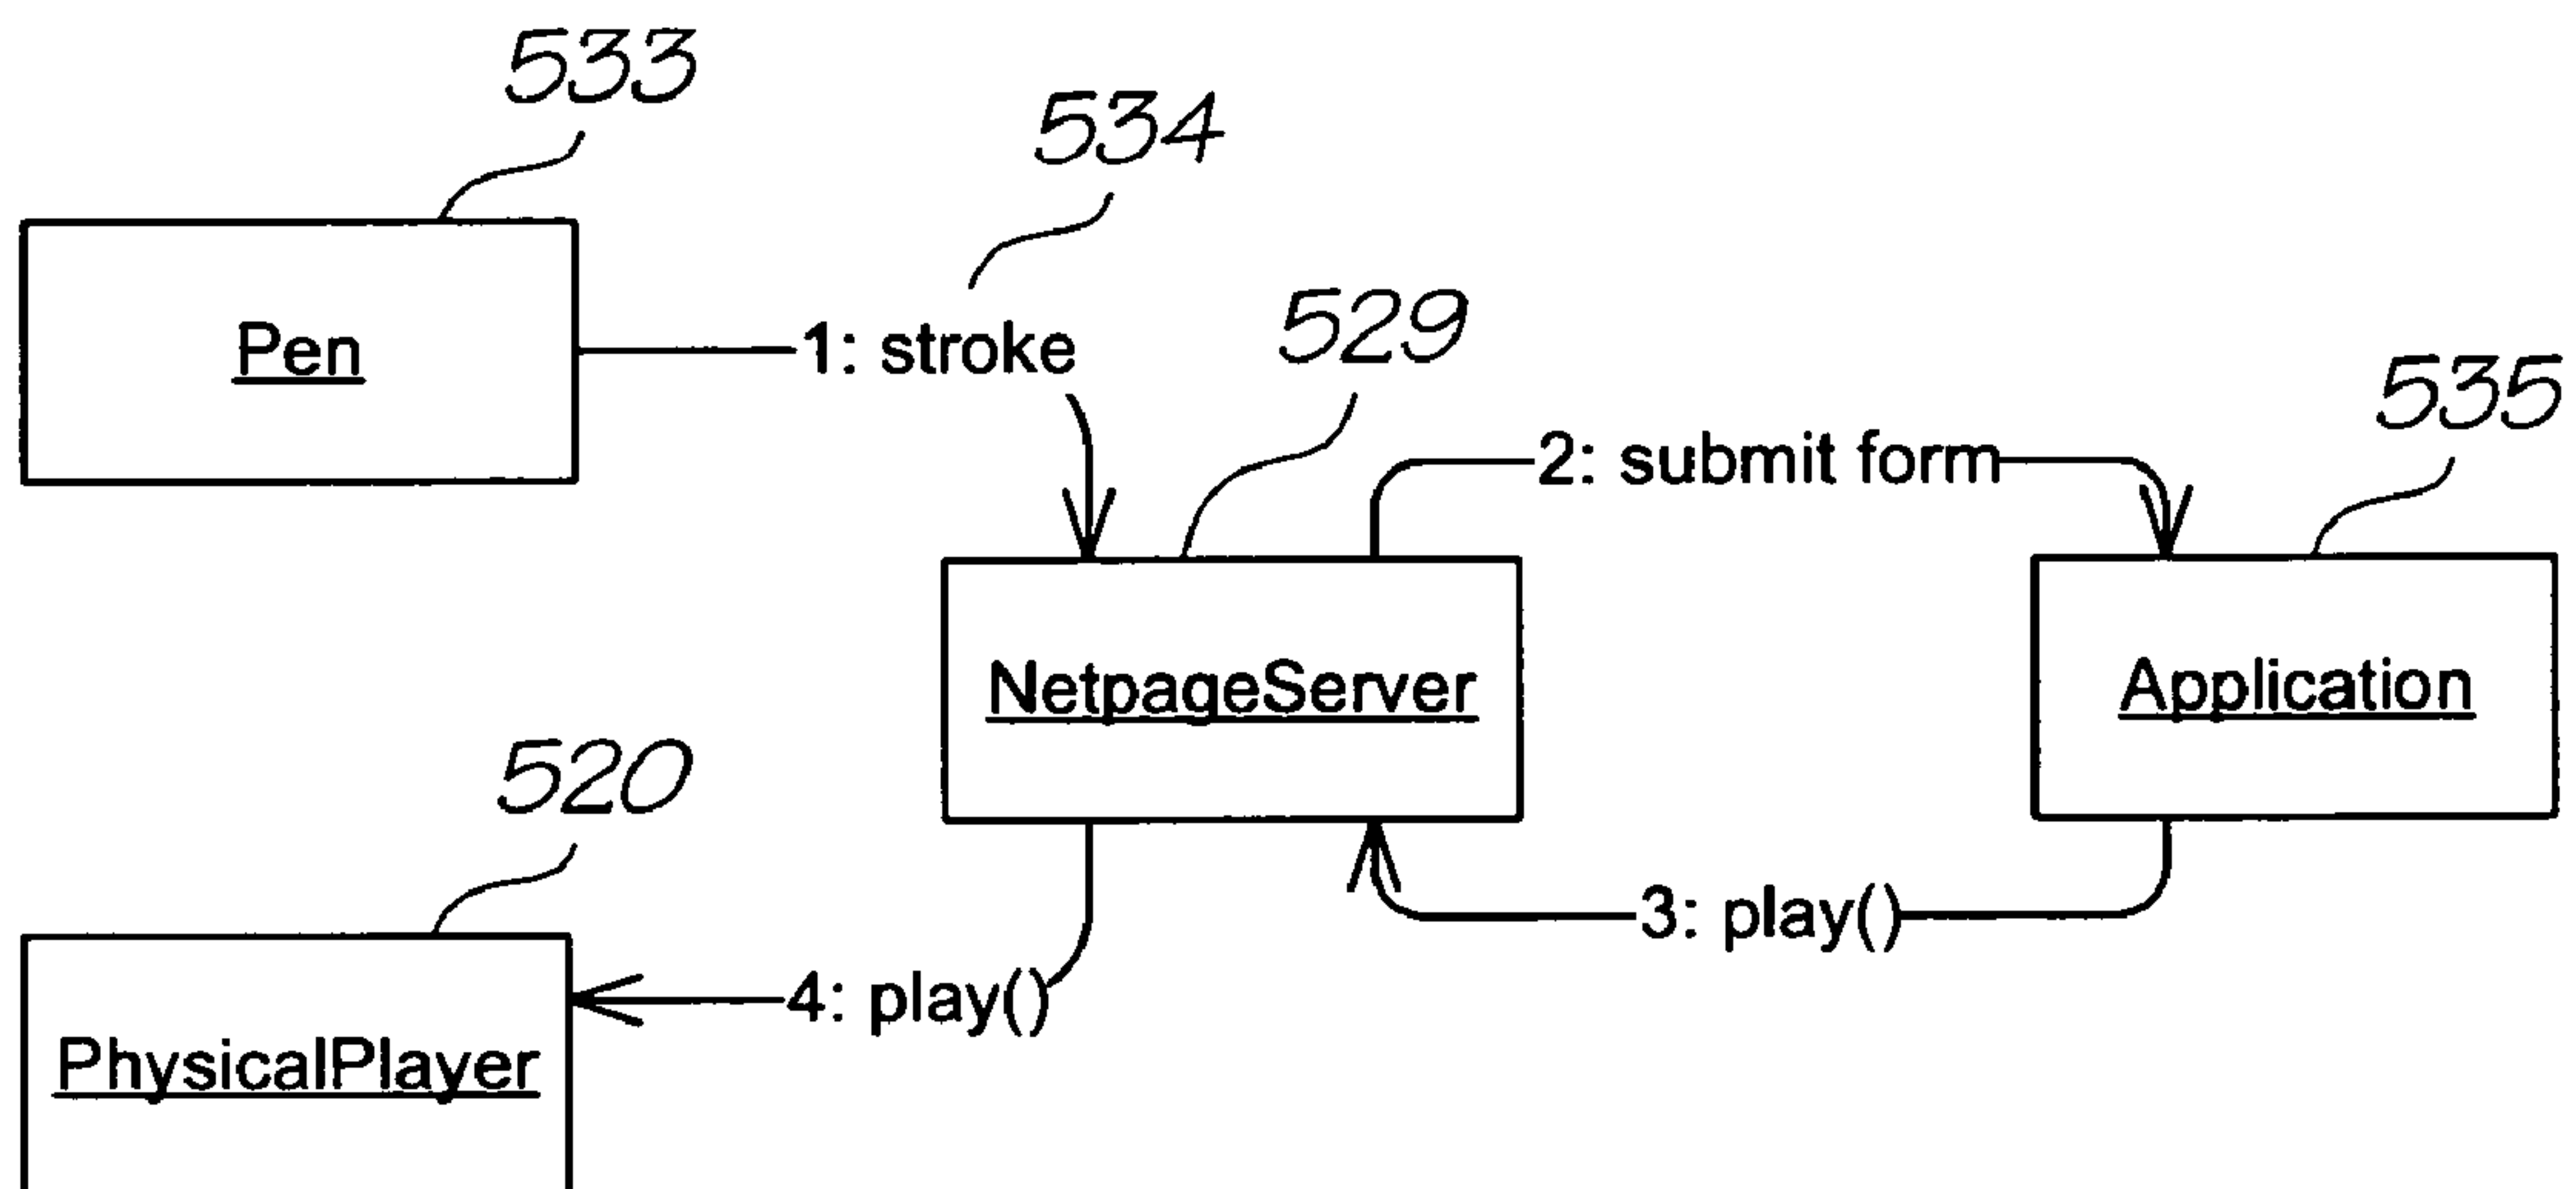 533
534
Pen
1: stroke
529
535
2: submit form
NetpageServer
Application
520
3: play()
4: play()
PhysicalPlayer